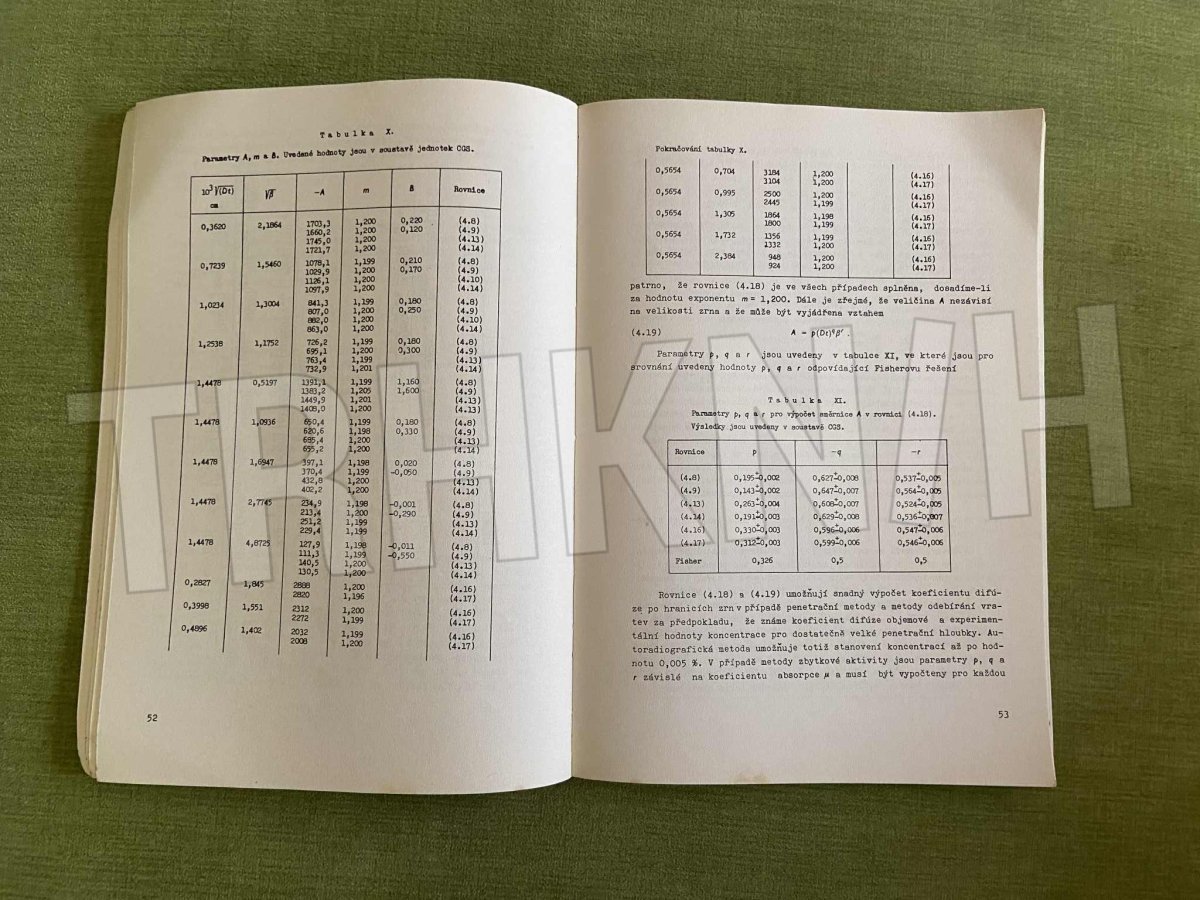 Tabulka X.
Parametry A, m a B. Uvedené hodnoty jsou v soustavě jednotek CGS.
10³ √(Dt) cm √β −A m B Rovnice
0,3620 2,1864 1703,3 1,200 0,220 (4.8)
1660,2 1,200 0,120 (4.9)
1745,0 1,200 (4.13)
1721,7 1,200 (4.14)
0,7239 1,5460 1078,1 1,199 0,210 (4.8)
1029,9 1,200 0,170 (4.9)
1126,1 1,200 (4.10)
1097,9 1,200 (4.14)
1,0234 1,3004 841,3 1,199 0,180 (4.8)
807,0 1,200 0,250 (4.9)
882,0 1,200 (4.10)
863,0 1,200 (4.14)
1,2538 1,1752 726,2 1,199 0,180 (4.8)
695,1 1,200 0,300 (4.9)
763,4 1,199 (4.13)
732,9 1,201 (4.14)
1,4478 0,5197 1391,1 1,199 1,160 (4.8)
1383,2 1,205 1,600 (4.9)
1449,9 1,201 (4.13)
1408,0 1,200 (4.13)
1,4478 1,0936 650,4 1,199 0,180 (4.8)
620,6 1,198 0,330 (4.9)
685,4 1,200 (4.13)
655,2 1,200 (4.14)
1,4478 1,6947 397,1 1,198 0,020 (4.8)
370,4 1,199 −0,050 (4.9)
432,8 1,200 (4.13)
402,2 1,200 (4.14)
1,4478 2,7745 234,9 1,198 −0,001 (4.8)
213,4 1,200 −0,290 (4.9)
251,2 1,199 (4.13)
229,4 1,199 (4.14)
1,4478 4,8725 127,9 1,198 −0,011 (4.8)
111,3 1,199 −0,550 (4.9)
140,5 1,200 (4.13)
130,5 1,200 (4.14)
0,2827 1,845 2888 1,200 (4.16)
2820 1,196 (4.17)
0,3998 1,551 2312 1,200 (4.16)
2272 1,199 (4.17)
0,4896 1,402 2032 1,199 (4.16)
2008 1,200 (4.17)
52
Pokračování tabulky X.
0,5654 0,704 3184 1,200 (4.16)
3104 1,200 (4.17)
0,5654 0,995 2500 1,200 (4.16)
2445 1,199 (4.17)
0,5654 1,305 1864 1,198 (4.16)
1800 1,199 (4.17)
0,5654 1,732 1356 1,199 (4.16)
1332 1,200 (4.17)
0,5654 2,384 948 1,200 (4.16)
924 1,200 (4.17)
patrno, že rovnice (4.18) je ve všech případech splněna, dosadíme-li
za hodnotu exponentu m = 1,200. Dále je zřejmé, že veličina A nezávisí
na velikosti zrna a že může být vyjádřena vztahem
(4.19) A = p(Dt)^q β^r .
Parametry p, q a r jsou uvedeny v tabulce XI, ve které jsou pro
srovnání uvedeny hodnoty p, q a r odpovídající Fisherovu řešení
Tabulka XI.
Parametry p, q a r pro výpočet směrnice A v rovnici (4.18).
Výsledky jsou uvedeny v soustavě CGS.
Rovnice p −q −r
(4.8) 0,195±0,002 0,627±0,008 0,537±0,005
(4.9) 0,143±0,002 0,647±0,007 0,564±0,005
(4.13) 0,263±0,004 0,608±0,007 0,524±0,005
(4.14) 0,191±0,003 0,629±0,008 0,536±0,007
(4.16) 0,330±0,003 0,596±0,006 0,547±0,006
(4.17) 0,312±0,003 0,599±0,006 0,546±0,006
Fisher 0,326 0,5 0,5
Rovnice (4.18) a (4.19) umožňují snadný výpočet koeficientu difú-
ze po hranicích zrn v případě penetrační metody a metody odebírání vrs-
tev za předpokladu, že známe koeficient difúze objemové a experimen-
tální hodnoty koncentrace pro dostatečně velké penetrační hloubky. Au-
toradiografická metoda umožňuje totiž stanovení koncentrací až po hod-
notu 0,005 %. V případě metody zbytkové aktivity jsou parametry p, q a
r závislé na koeficientu absorpce μ a musí být vypočteny pro každou
53
TRHKNIH